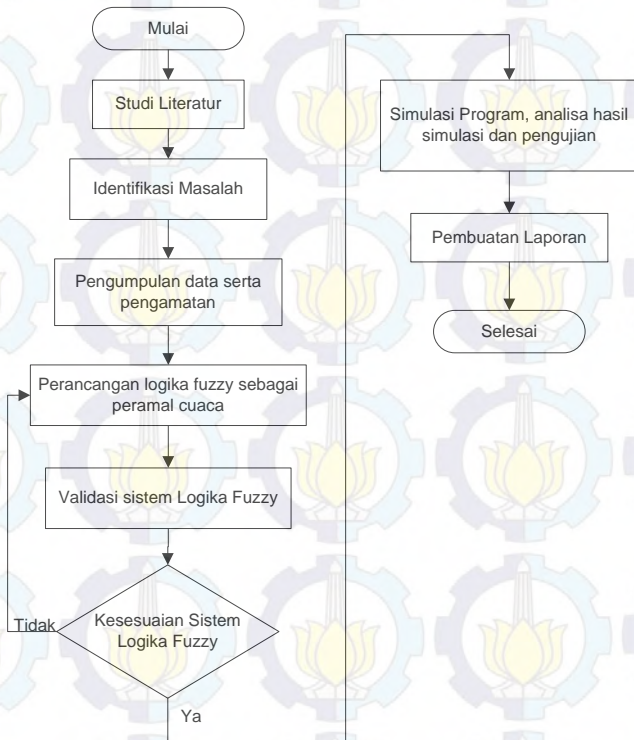 Mulai
Studi Literatur
Identifikasi Masalah
Pengumpulan data serta
pengamatan
Perancangan logika fuzzy sebagai
peramal cuaca
Validasi sistem Logika Fuzzy
Kesesuaian Sistem
Logika Fuzzy
Tidak
Ya
Simulasi Program, analisa hasil
simulasi dan pengujian
Pembuatan Laporan
Selesai